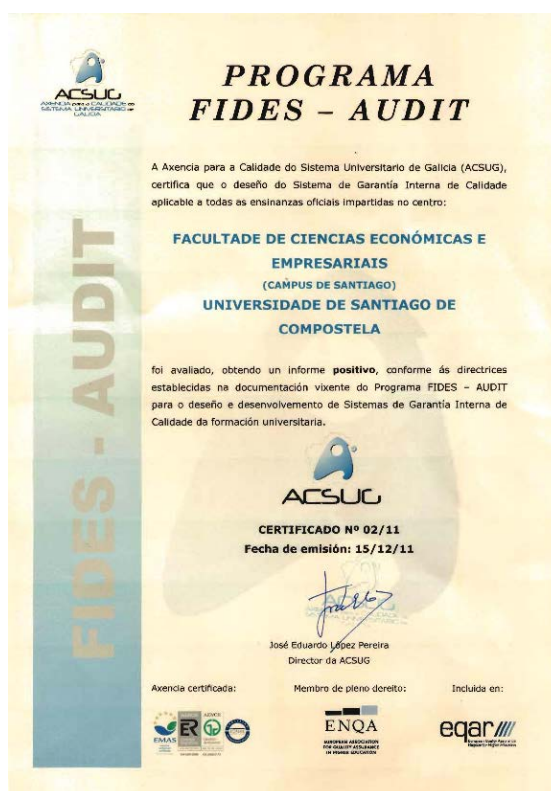 ACSUG
AXENCIA para a CALIDADE do
SISTEMA UNIVERSITARIO de
GALICIA
PROGRAMA
FIDES – AUDIT
A Axencia para a Calidade do Sistema Universitario de Galicia (ACSUG),
certifica que o deseño do Sistema de Garantía Interna de Calidade
aplicable a todas as ensinanzas oficiais impartidas no centro:
FACULTADE DE CIENCIAS ECONÓMICAS E
EMPRESARIAIS
(CAMPUS DE SANTIAGO)
UNIVERSIDADE DE SANTIAGO DE
COMPOSTELA
foi avaliado, obtendo un informe positivo, conforme ás directrices
establecidas na documentación vixente do Programa FIDES – AUDIT
para o deseño e desenvolvemento de Sistemas de Garantía Interna de
Calidade da formación universitaria.
FIDES - AUDIT
ACSUG
CERTIFICADO Nº 02/11
Fecha de emisión: 15/12/11
José Eduardo López Pereira
Director da ACSUG
Axencia certificada:
Membro de pleno dereito:
Incluida en:
EMAS
ER
ENQA
EUROPEAN ASSOCIATION
FOR QUALITY ASSURANCE
IN HIGHER EDUCATION
eqar